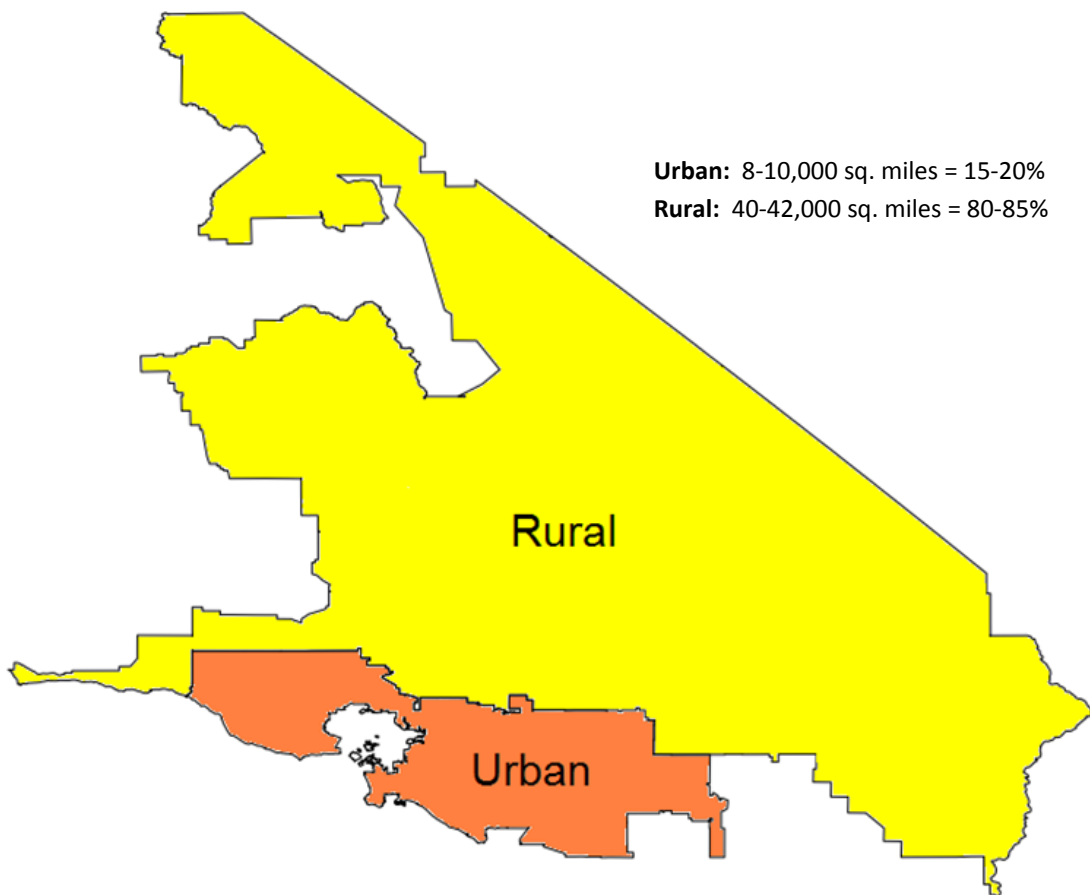 Urban: 8-10,000 sq. miles = 15-20%
Rural: 40-42,000 sq. miles = 80-85%
Rural
Urban